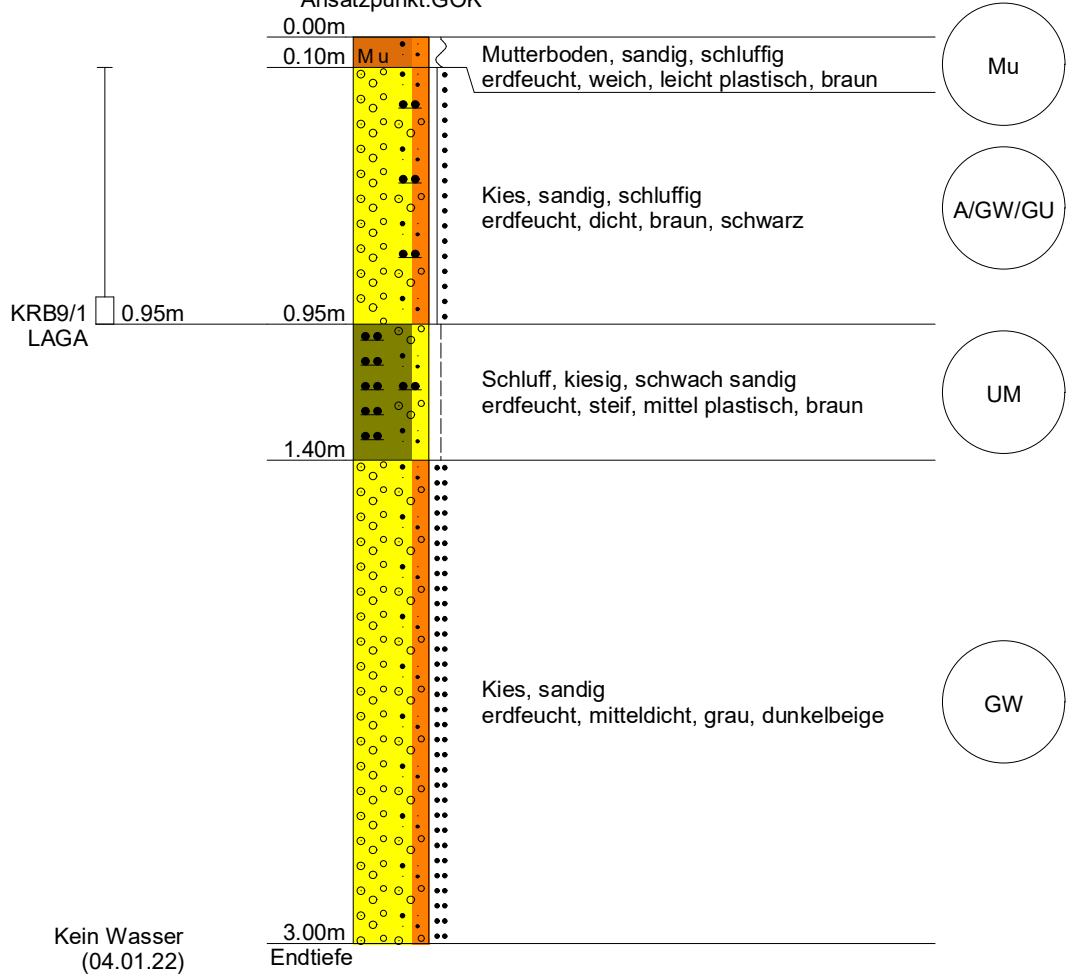 Ansatzpunkt:GOK
0.00m
0.10m
Mu
Mutterboden, sandig, schluffig
erdfeucht, weich, leicht plastisch, braun
Mu
Kies, sandig, schluffig
erdfeucht, dicht, braun, schwarz
A/GW/GU
KRB9/1 0.95m
LAGA
0.95m
Schluff, kiesig, schwach sandig
erdfeucht, steif, mittel plastisch, braun
UM
1.40m
Kies, sandig
erdfeucht, mitteldicht, grau, dunkelbeige
GW
Kein Wasser
(04.01.22)
3.00m
Endtiefe